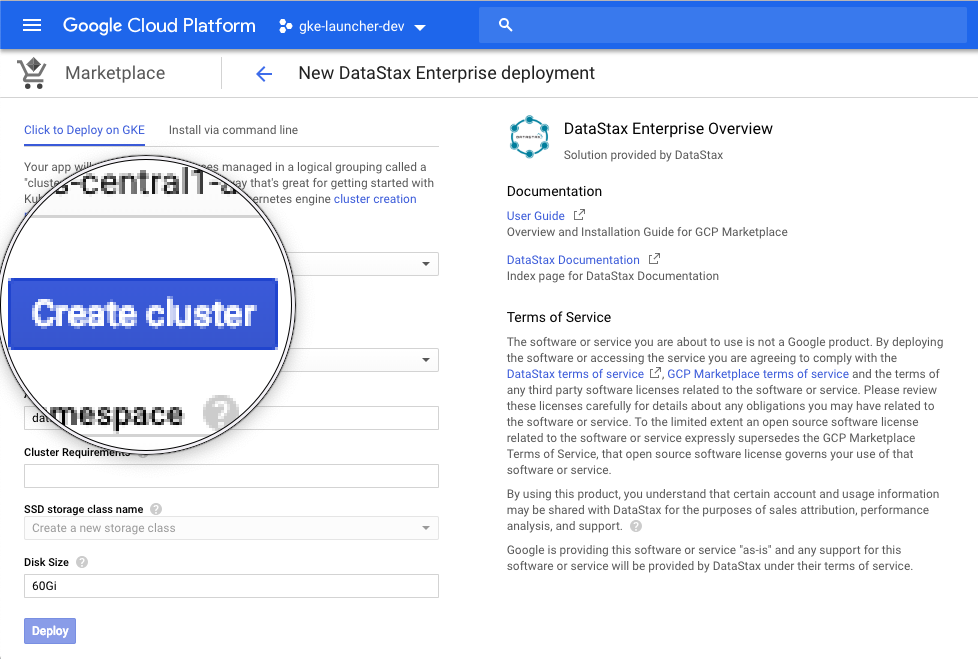 Google Cloud Platform
gke-launcher-dev
Marketplace
New DataStax Enterprise deployment
Click to Deploy on GKE
Install via command line
Your app will
es managed in a logical grouping called a
"cluster
way that's great for getting started with
cluster creation
s-central1-a
Create cluster
mespace
Cluster Requirements
SSD storage class name
Create a new storage class
Disk Size
60Gi
Deploy
DATASTAX
DataStax Enterprise Overview
Solution provided by DataStax
Documentation
User Guide
Overview and Installation Guide for GCP Marketplace
DataStax Documentation
Index page for DataStax Documentation
Terms of Service
The software or service you are about to use is not a Google product. By deploying
the software or accessing the service you are agreeing to comply with the
DataStax terms of service , GCP Marketplace terms of service and the terms of
any third party software licenses related to the software or service. Please review
these licenses carefully for details about any obligations you may have related to
the software or service. To the limited extent an open source software license
related to the software or service expressly supersedes the GCP Marketplace
Terms of Service, that open source software license governs your use of that
software or service.
By using this product, you understand that certain account and usage information
may be shared with DataStax for the purposes of sales attribution, performance
analysis, and support.
Google is providing this software or service "as-is" and any support for this
software or service will be provided by DataStax under their terms of service.